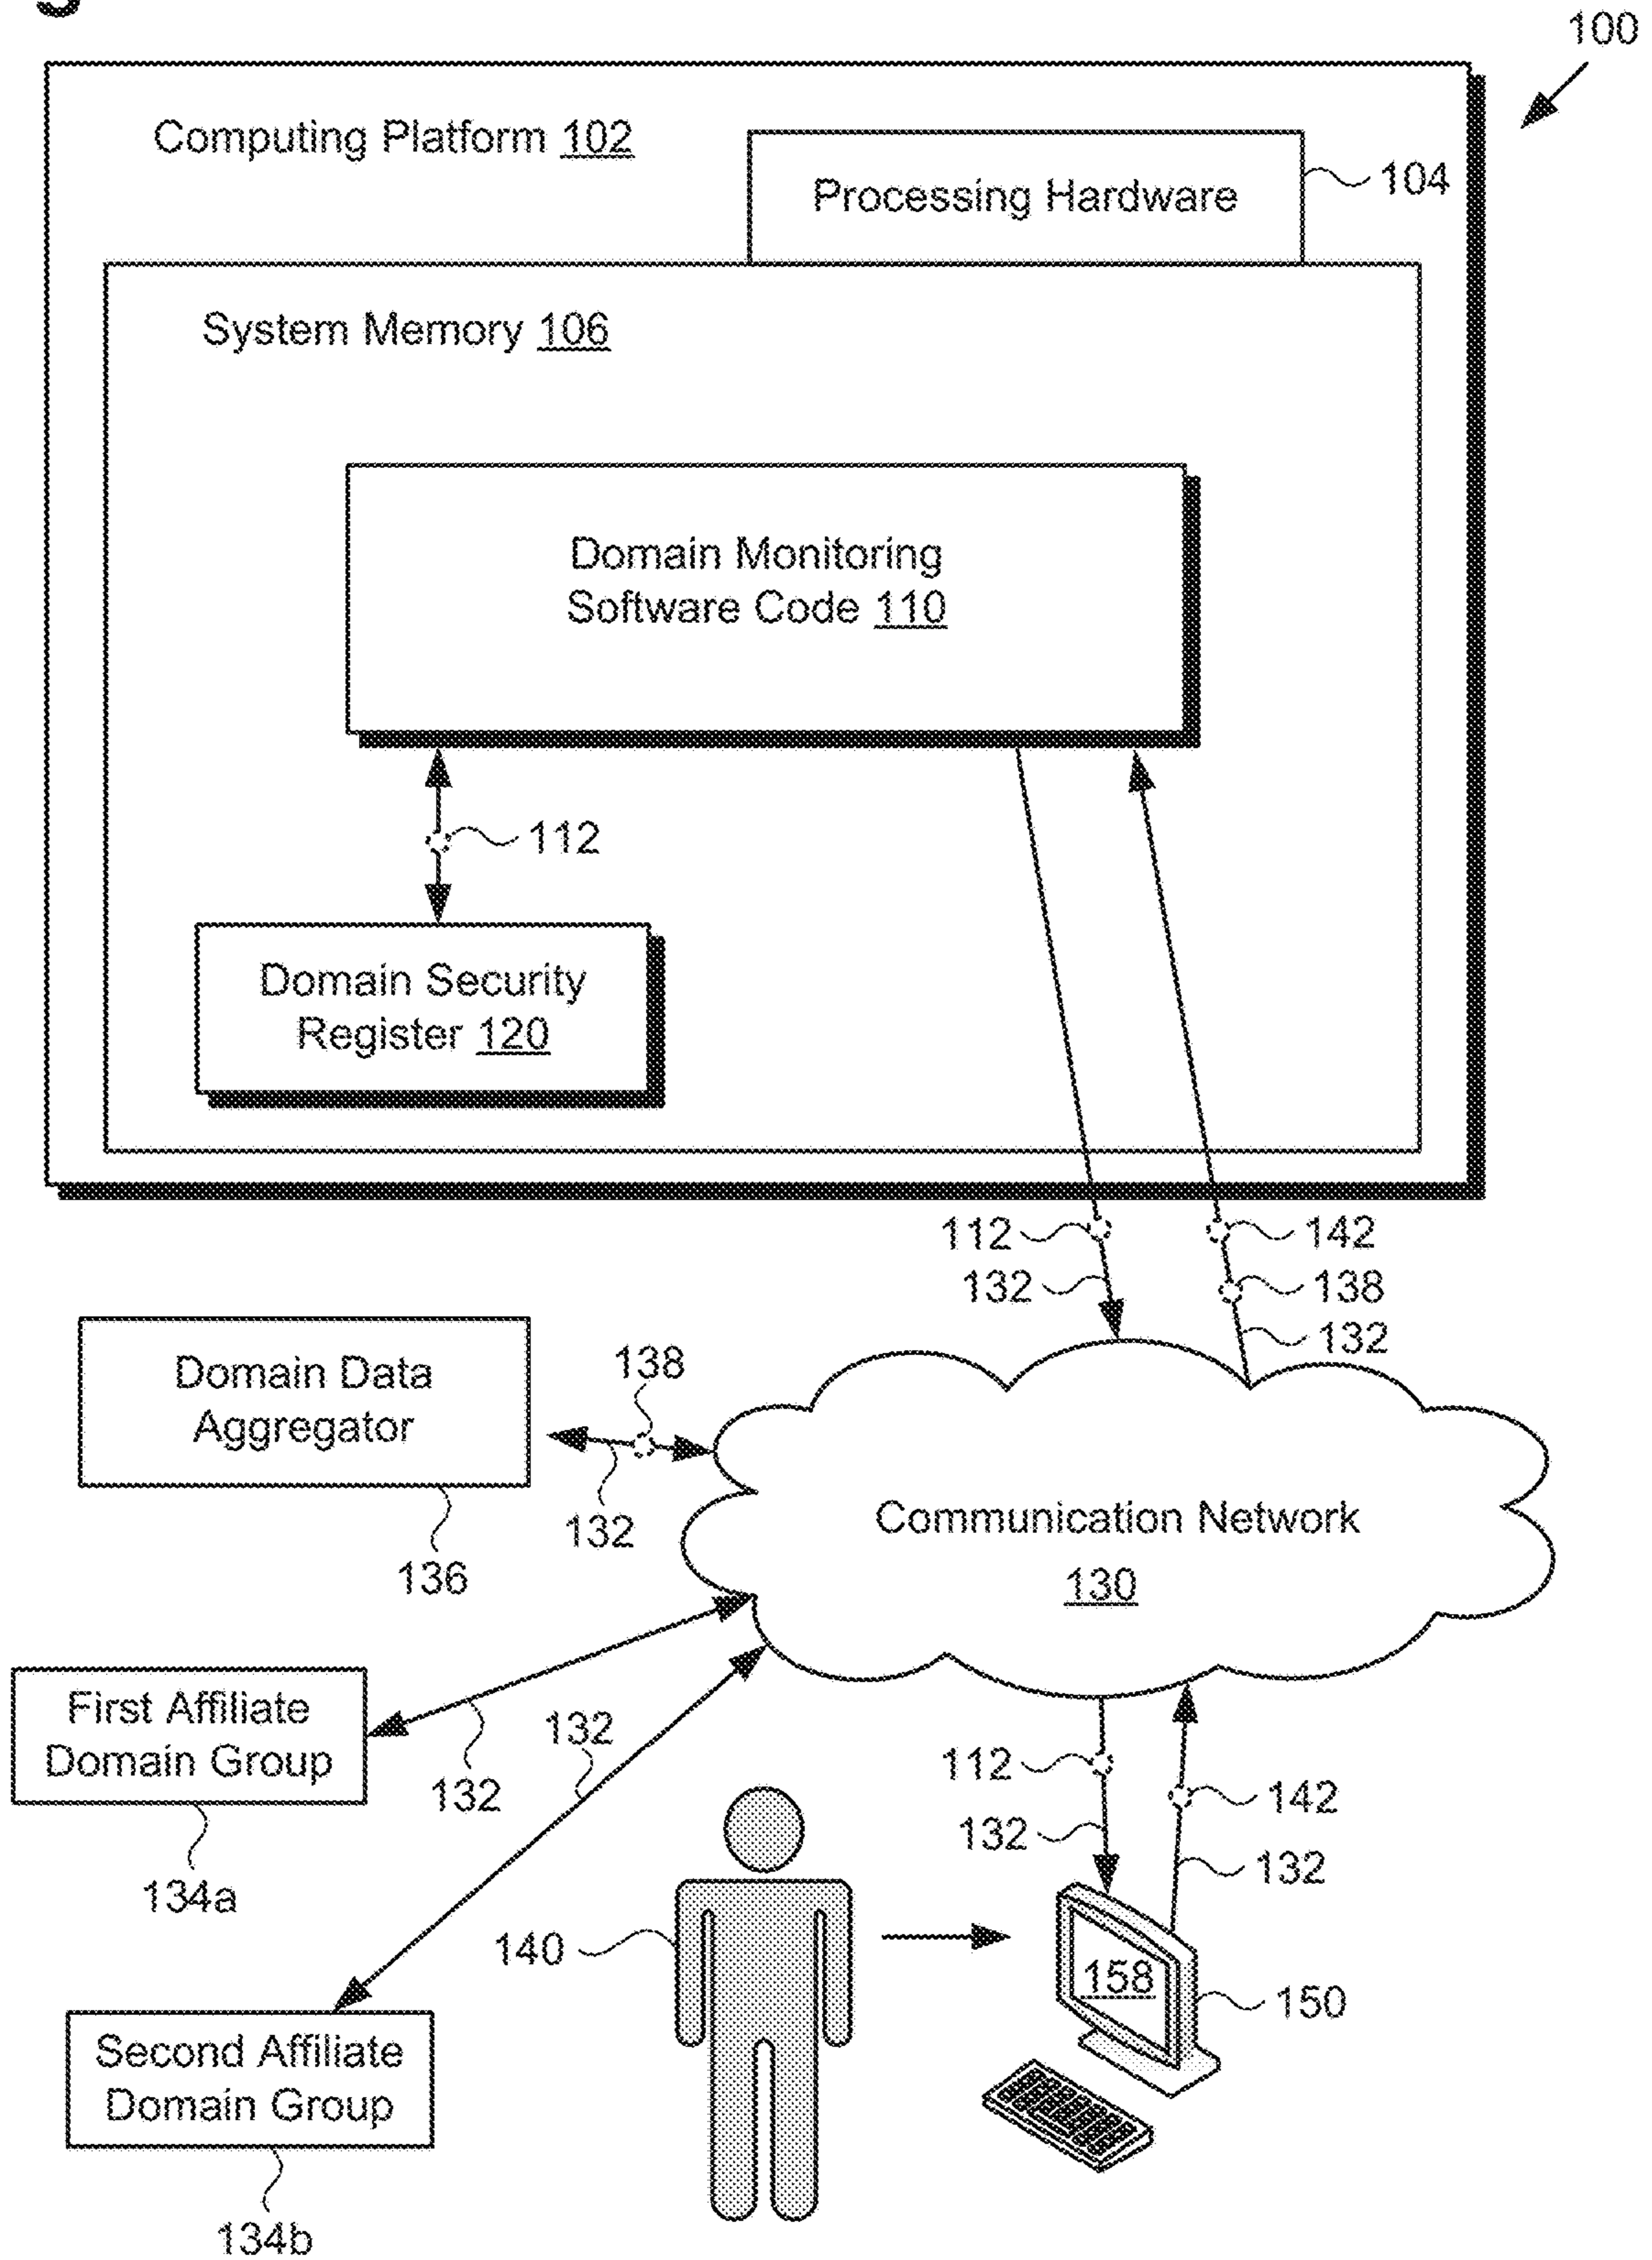 100
Computing Platform 102
Processing Hardware
104
System Memory 106
Domain Monitoring
Software Code 110
112
Domain Security
Register 120
112
142
132
138
132
Domain Data
Aggregator
138
132
136
Communication Network
130
First Affiliate
Domain Group
132
132
134a
112
142
132
132
140
158
150
Second Affiliate
Domain Group
134b